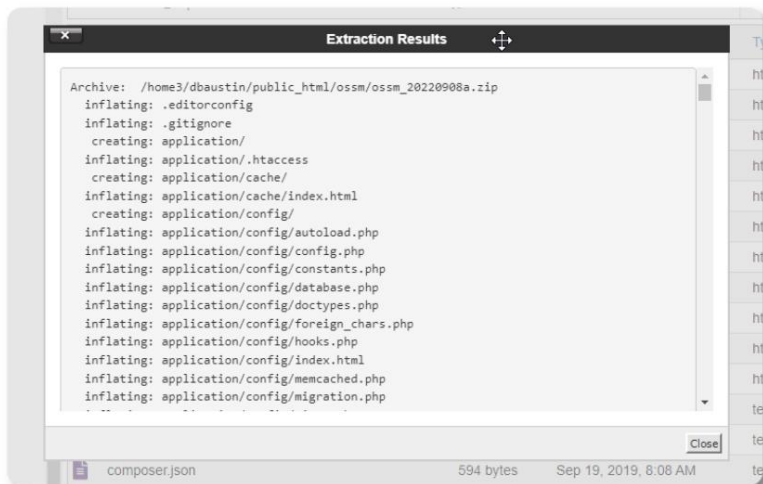 Extraction Results
Archive:  /home3/dbaustin/public_html/ossm/ossm_20220908a.zip
inflating: .editorconfig
inflating: .gitignore
creating: application/
inflating: application/.htaccess
creating: application/cache/
inflating: application/cache/index.html
creating: application/config/
inflating: application/config/autoload.php
inflating: application/config/config.php
inflating: application/config/constants.php
inflating: application/config/database.php
inflating: application/config/doctypes.php
inflating: application/config/foreign_chars.php
inflating: application/config/hooks.php
inflating: application/config/index.html
inflating: application/config/memcached.php
inflating: application/config/migration.php
Close
composer.json 594 bytes Sep 19, 2019, 8:08 AM